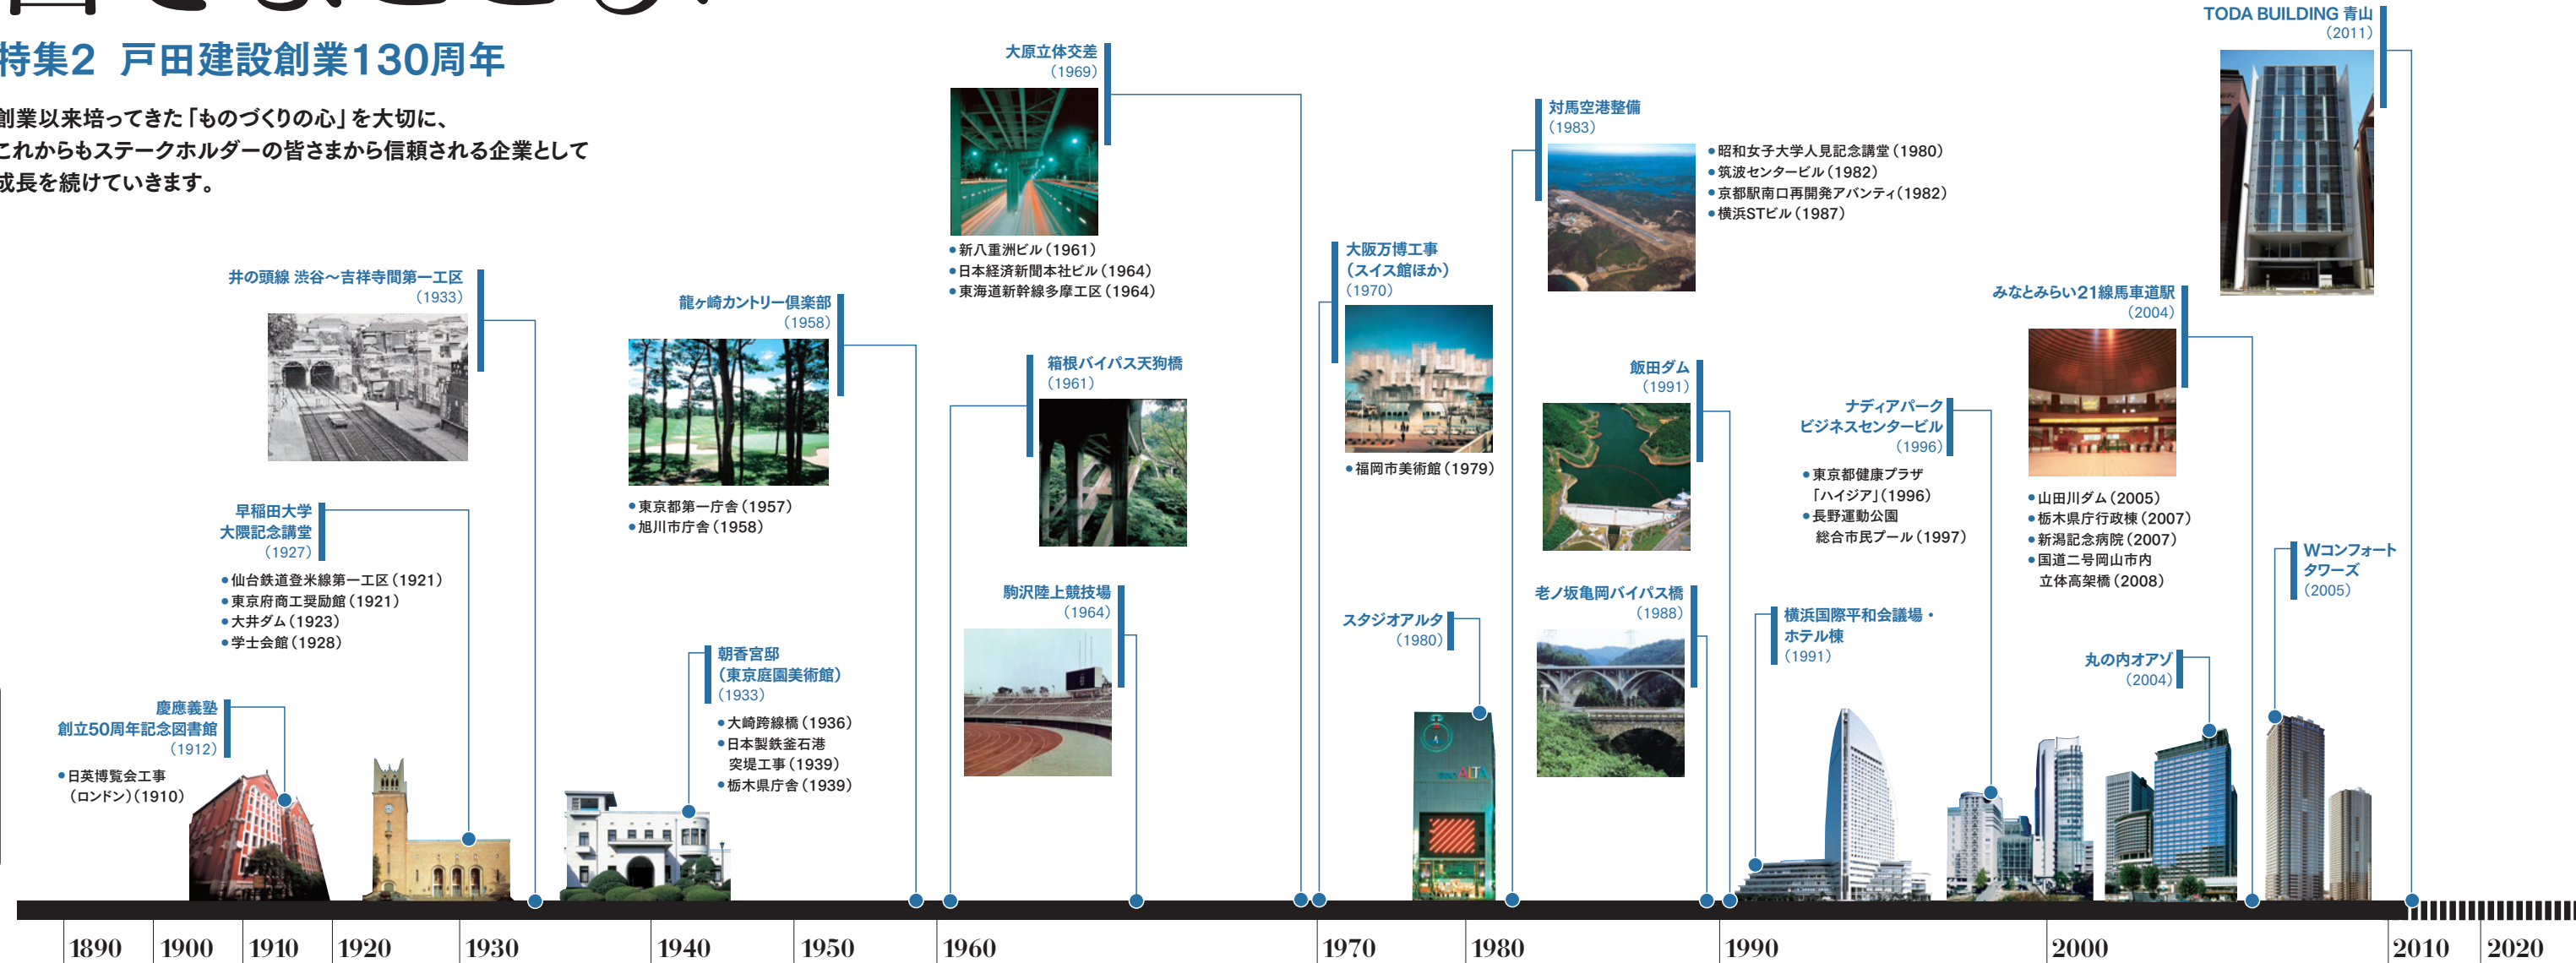 特集2 戸田建設創業130周年
創業以来培ってきた「ものづくりの心」を大切に、
これからもステークホルダーの皆さまから信頼される企業として
成長を続けていきます。
慶應義塾
創立50周年記念図書館
（1912）
●日英博覧会工事
（ロンドン）（1910）
早稲田大学
大隈記念講堂
（1927）
●仙台鉄道登米線第一工区（1921）
●東京府商工奨励館（1921）
●大井ダム（1923）
●学士会館（1928）
井の頭線 渋谷～吉祥寺間第一工区
（1933）
朝香宮邸
（東京庭園美術館）
（1933）
●大崎跨線橋（1936）
●日本製鉄釜石港
突堤工事（1939）
●栃木県庁舎（1939）
龍ヶ崎カントリー倶楽部
（1958）
●東京都第一庁舎（1957）
●旭川市庁舎（1958）
大原立体交差
（1969）
●新八重洲ビル（1961）
●日本経済新聞本社ビル（1964）
●東海道新幹線多摩工区（1964）
箱根バイパス天狗橋
（1961）
駒沢陸上競技場
（1964）
大阪万博工事
（スイス館ほか）
（1970）
●福岡市美術館（1979）
スタジオアルタ
（1980）
ALTA
対馬空港整備
（1983）
●昭和女子大学人見記念講堂（1980）
●筑波センタービル（1982）
●京都駅南口再開発アバンティ（1982）
●横浜STビル（1987）
飯田ダム
（1991）
老ノ坂亀岡バイパス橋
（1988）
横浜国際平和会議場・
ホテル棟
（1991）
ナディアパーク
ビジネスセンタービル
（1996）
●東京都健康プラザ
「ハイジア」（1996）
●長野運動公園
総合市民プール（1997）
みなとみらい21線馬車道駅
（2004）
●山田川ダム（2005）
●栃木県庁行政棟（2007）
●新潟記念病院（2007）
●国道二号岡山市内
立体高架橋（2008）
丸の内オアゾ
（2004）
Wコンフォート
タワーズ
（2005）
TODA BUILDING 青山
（2011）
1890 1900 1910 1920 1930 1940 1950 1960 1970 1980 1990 2000 2010 2020